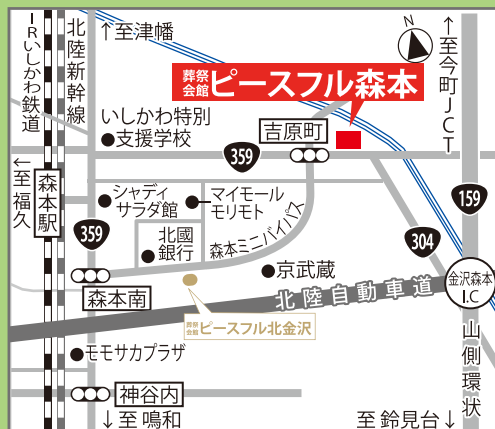 IRいしかわ鉄道
北陸新幹線
↑至津幡
N
↑至今町JCT
葬祭会館
ピースフル森本
いしかわ特別
支援学校
吉原町
359
←至福久
森本駅
シャディ
サラダ館
マイモール
モリモト
159
359
北國
銀行
森本ミニバイパス
304
京武蔵
金沢森本
I.C
森本南
北陸自動車道
葬祭会館
ピースフル北金沢
山側環状
モモサカプラザ
神谷内
↓至 鳴和
至 鈴見台↓